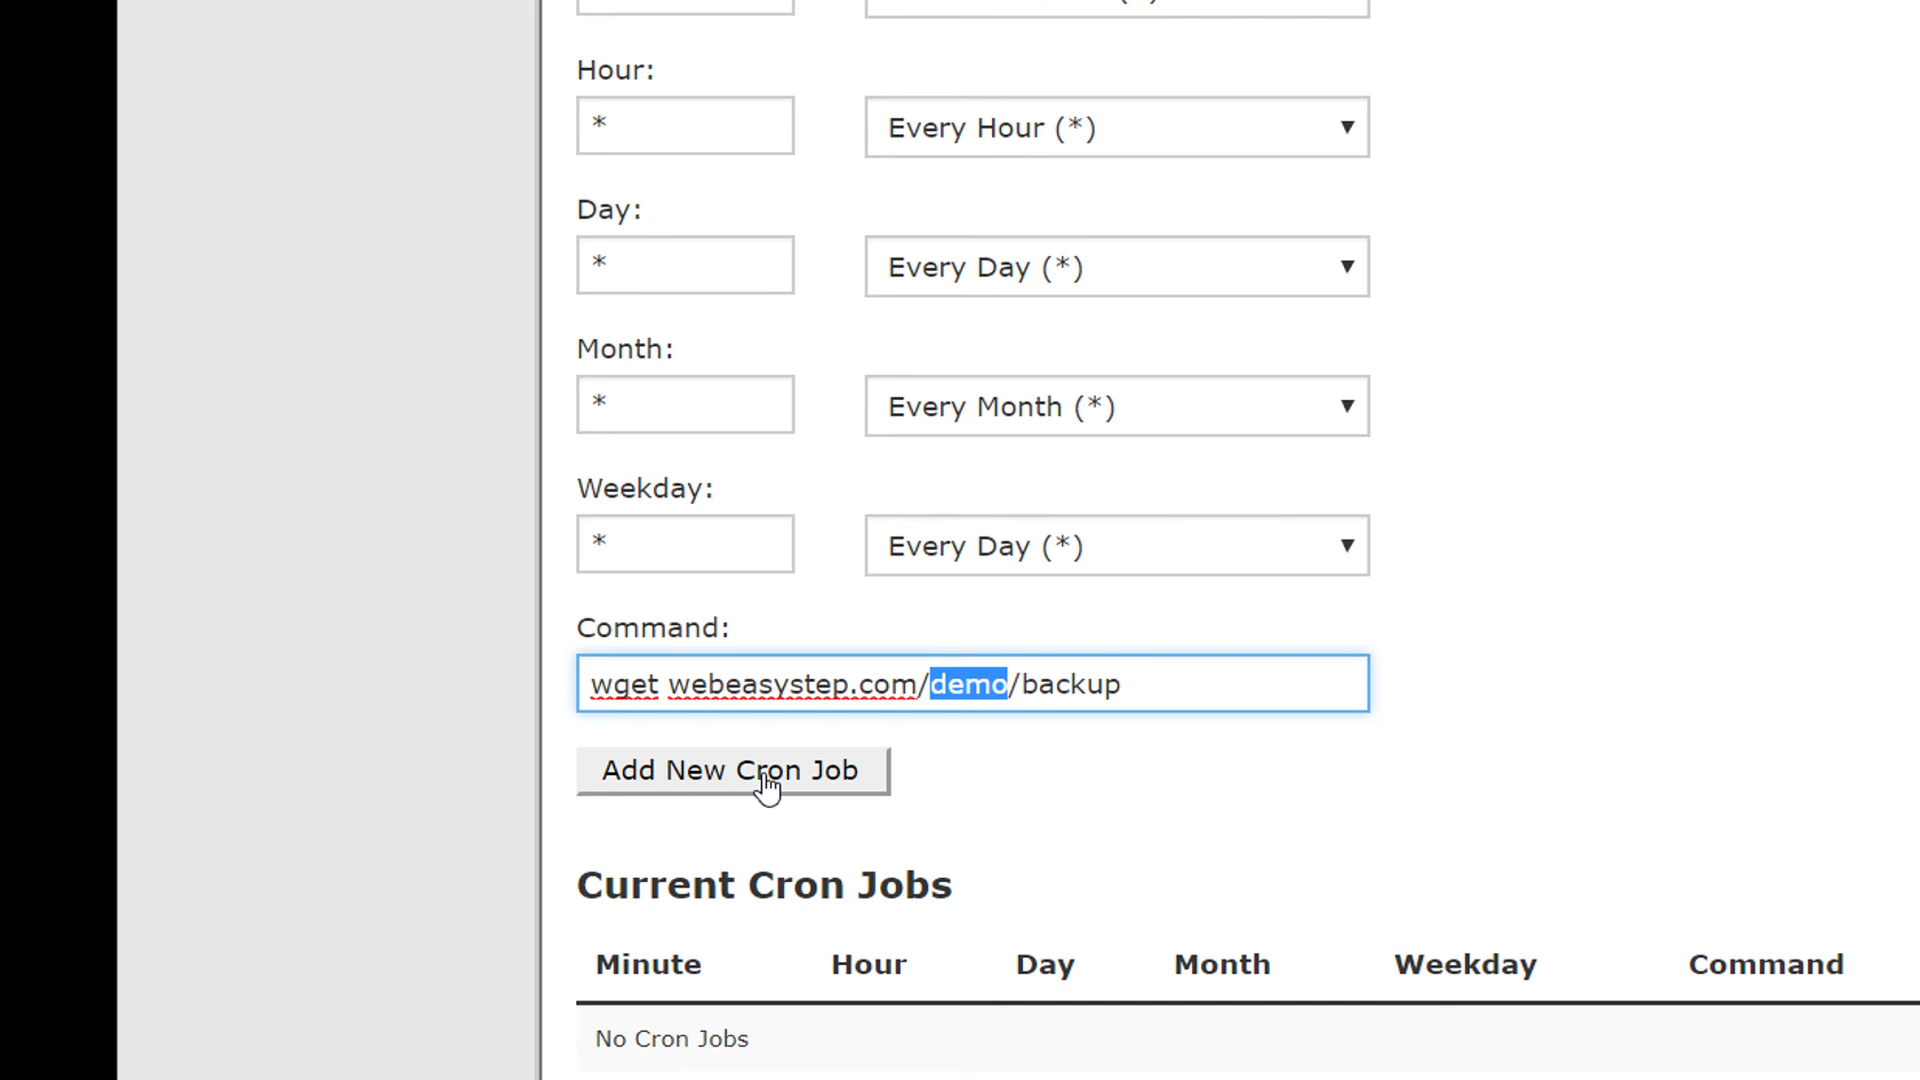 Hour:
* Every Hour (*)
Day:
* Every Day (*)
Month:
* Every Month (*)
Weekday:
* Every Day (*)
Command:
wget webeasystep.com/demo/backup
Add New Cron Job
Current Cron Jobs
Minute Hour Day Month Weekday Command
No Cron Jobs